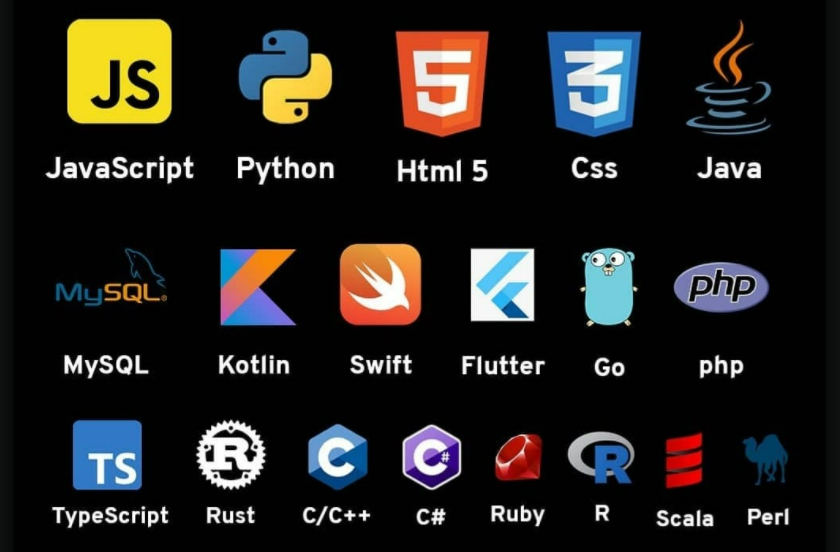 JS
5
3
JavaScript Python Html 5 Css Java
MySQL®
php
MySQL Kotlin Swift Flutter Go php
TS R C C# R
TypeScript Rust C/C++ C# Ruby R Scala Perl